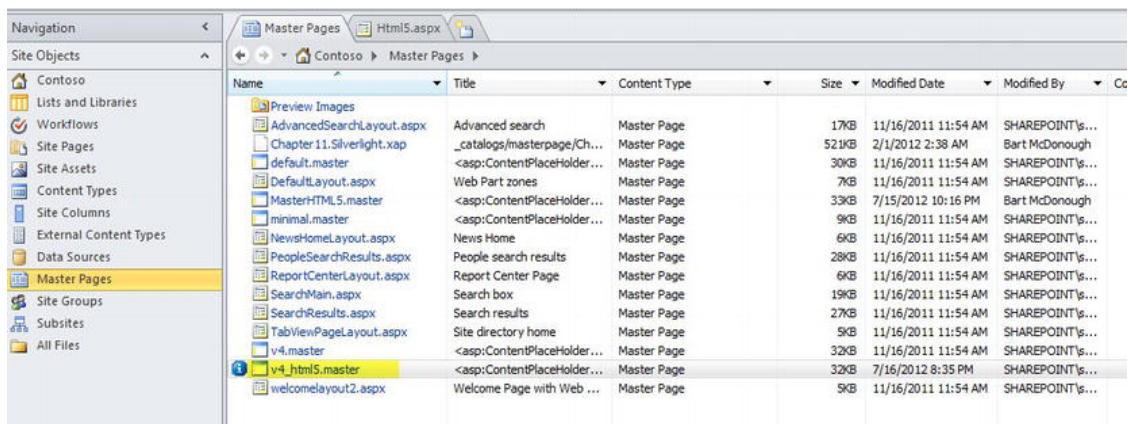 Navigation
Master Pages
Html5.aspx
Site Objects
Contoso
Master Pages
Contoso
Lists and Libraries
Workflows
Site Pages
Site Assets
Content Types
Site Columns
External Content Types
Data Sources
Master Pages
Site Groups
Subsites
All Files
Name Title Content Type Size Modified Date Modified By Co
Preview Images
AdvancedSearchLayout.aspx Advanced search Master Page 17KB 11/16/2011 11:54 AM SHAREPOINT\s...
Chapter11.Silverlight.xap _catalogs/masterpage/Ch... Master Page 521KB 2/1/2012 2:38 AM Bart McDonough
default.master <asp:ContentPlaceHolder... Master Page 30KB 11/16/2011 11:54 AM SHAREPOINT\s...
DefaultLayout.aspx Web Part zones Master Page 7KB 11/16/2011 11:54 AM SHAREPOINT\s...
MasterHTML5.master <asp:ContentPlaceHolder... Master Page 33KB 7/15/2012 10:16 PM Bart McDonough
minimal.master <asp:ContentPlaceHolder... Master Page 9KB 11/16/2011 11:54 AM SHAREPOINT\s...
NewsHomeLayout.aspx News Home Master Page 6KB 11/16/2011 11:54 AM SHAREPOINT\s...
PeopleSearchResults.aspx People search results Master Page 28KB 11/16/2011 11:54 AM SHAREPOINT\s...
ReportCenterLayout.aspx Report Center Page Master Page 6KB 11/16/2011 11:54 AM SHAREPOINT\s...
SearchMain.aspx Search box Master Page 19KB 11/16/2011 11:54 AM SHAREPOINT\s...
SearchResults.aspx Search results Master Page 27KB 11/16/2011 11:54 AM SHAREPOINT\s...
TabViewPageLayout.aspx Site directory home Master Page 5KB 11/16/2011 11:54 AM SHAREPOINT\s...
v4.master <asp:ContentPlaceHolder... Master Page 32KB 11/16/2011 11:54 AM SHAREPOINT\s...
v4_html5.master <asp:ContentPlaceHolder... Master Page 32KB 7/16/2012 8:35 PM SHAREPOINT\s...
welcomelayout2.aspx Welcome Page with Web ... Master Page 5KB 11/16/2011 11:54 AM SHAREPOINT\s...